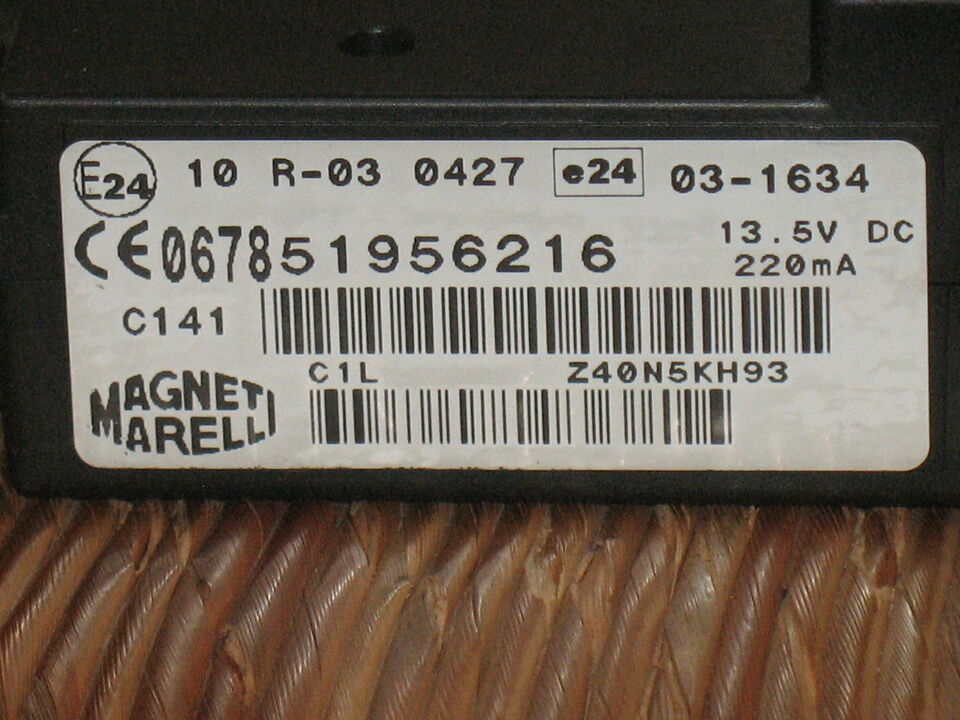 E24 10 R-03 0427 e24 03-1634
CE0678 51956216 13.5V DC
220mA
C141
C1L Z40N5KH93
MAGNETI
MARELLI